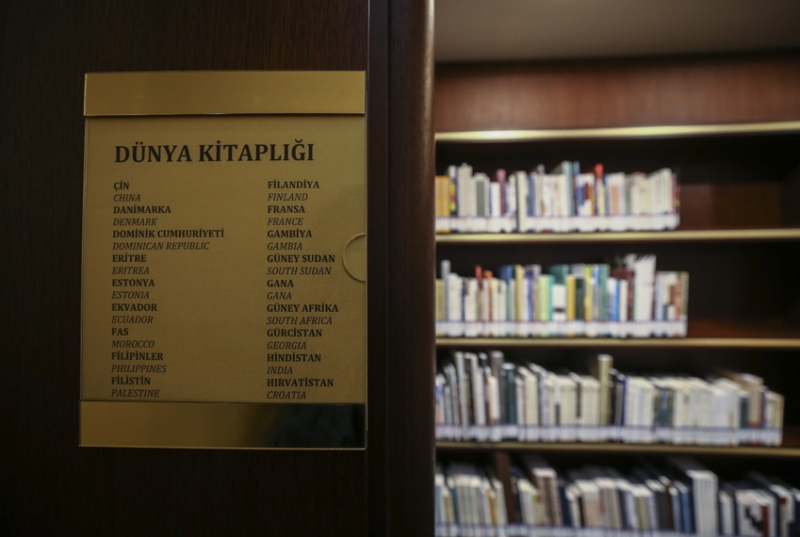 DÜNYA KİTAPLIĞI
ÇİN
CHINA
DANİMARKA
DENMARK
DOMİNİK CUMHURİYETİ
DOMINICAN REPUBLIC
ERİTRE
ERITREA
ESTONYA
ESTONIA
EKVADOR
ECUADOR
FAS
MOROCCO
FİLİPİNLER
PHILIPPINES
FİLİSTİN
PALESTINE
FİLANDİYA
FINLAND
FRANSA
FRANCE
GAMBİYA
GAMBIA
GÜNEY SUDAN
SOUTH SUDAN
GANA
GANA
GÜNEY AFRİKA
SOUTH AFRICA
GÜRCİSTAN
GEORGIA
HİNDİSTAN
INDIA
HIRVATİSTAN
CROATIA